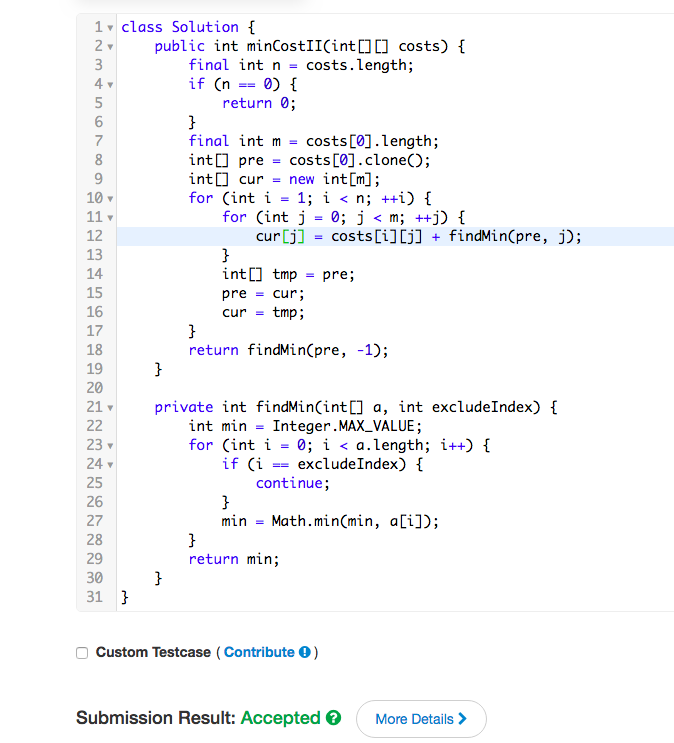 1 class Solution {
2 public int minCostII(int[][] costs) {
3 final int n = costs.length;
4 if (n == 0) {
5 return 0;
6 }
7 final int m = costs[0].length;
8 int[] pre = costs[0].clone();
9 int[] cur = new int[m];
10 for (int i = 1; i < n; ++i) {
11 for (int j = 0; j < m; ++j) {
12 cur[j] = costs[i][j] + findMin(pre, j);
13 }
14 int[] tmp = pre;
15 pre = cur;
16 cur = tmp;
17 }
18 return findMin(pre, -1);
19 }
20
21 private int findMin(int[] a, int excludeIndex) {
22 int min = Integer.MAX_VALUE;
23 for (int i = 0; i < a.length; i++) {
24 if (i == excludeIndex) {
25 continue;
26 }
27 min = Math.min(min, a[i]);
28 }
29 return min;
30 }
31 }
Custom Testcase ( Contribute )
Submission Result: Accepted More Details